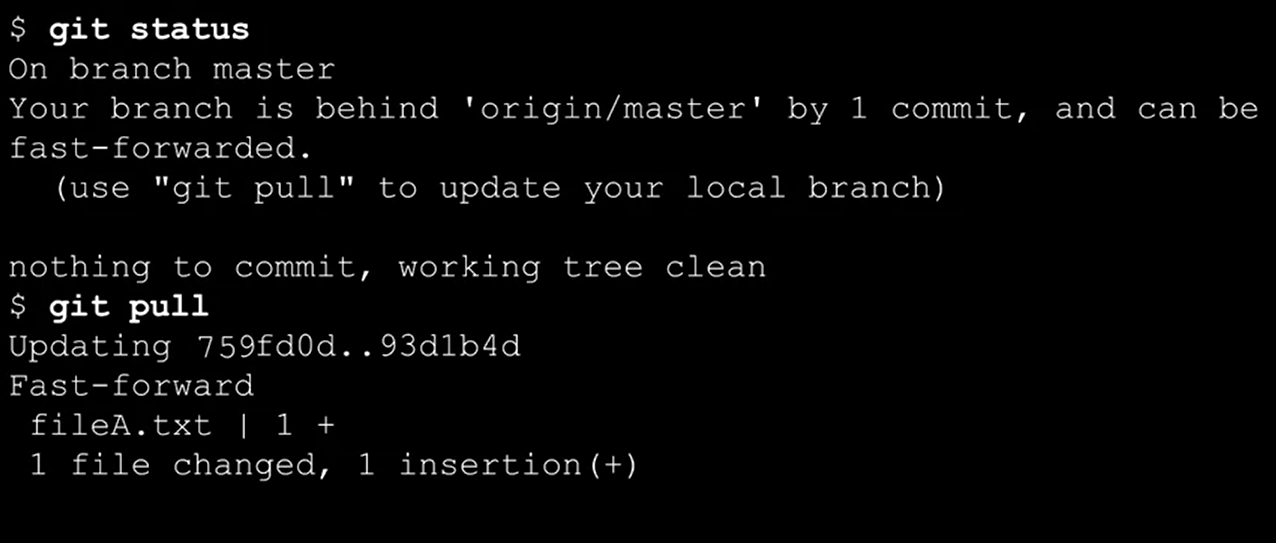 $ git status
On branch master
Your branch is behind 'origin/master' by 1 commit, and can be
fast-forwarded.
  (use "git pull" to update your local branch)

nothing to commit, working tree clean
$ git pull
Updating 759fd0d..93d1b4d
Fast-forward
 fileA.txt | 1 +
 1 file changed, 1 insertion(+)